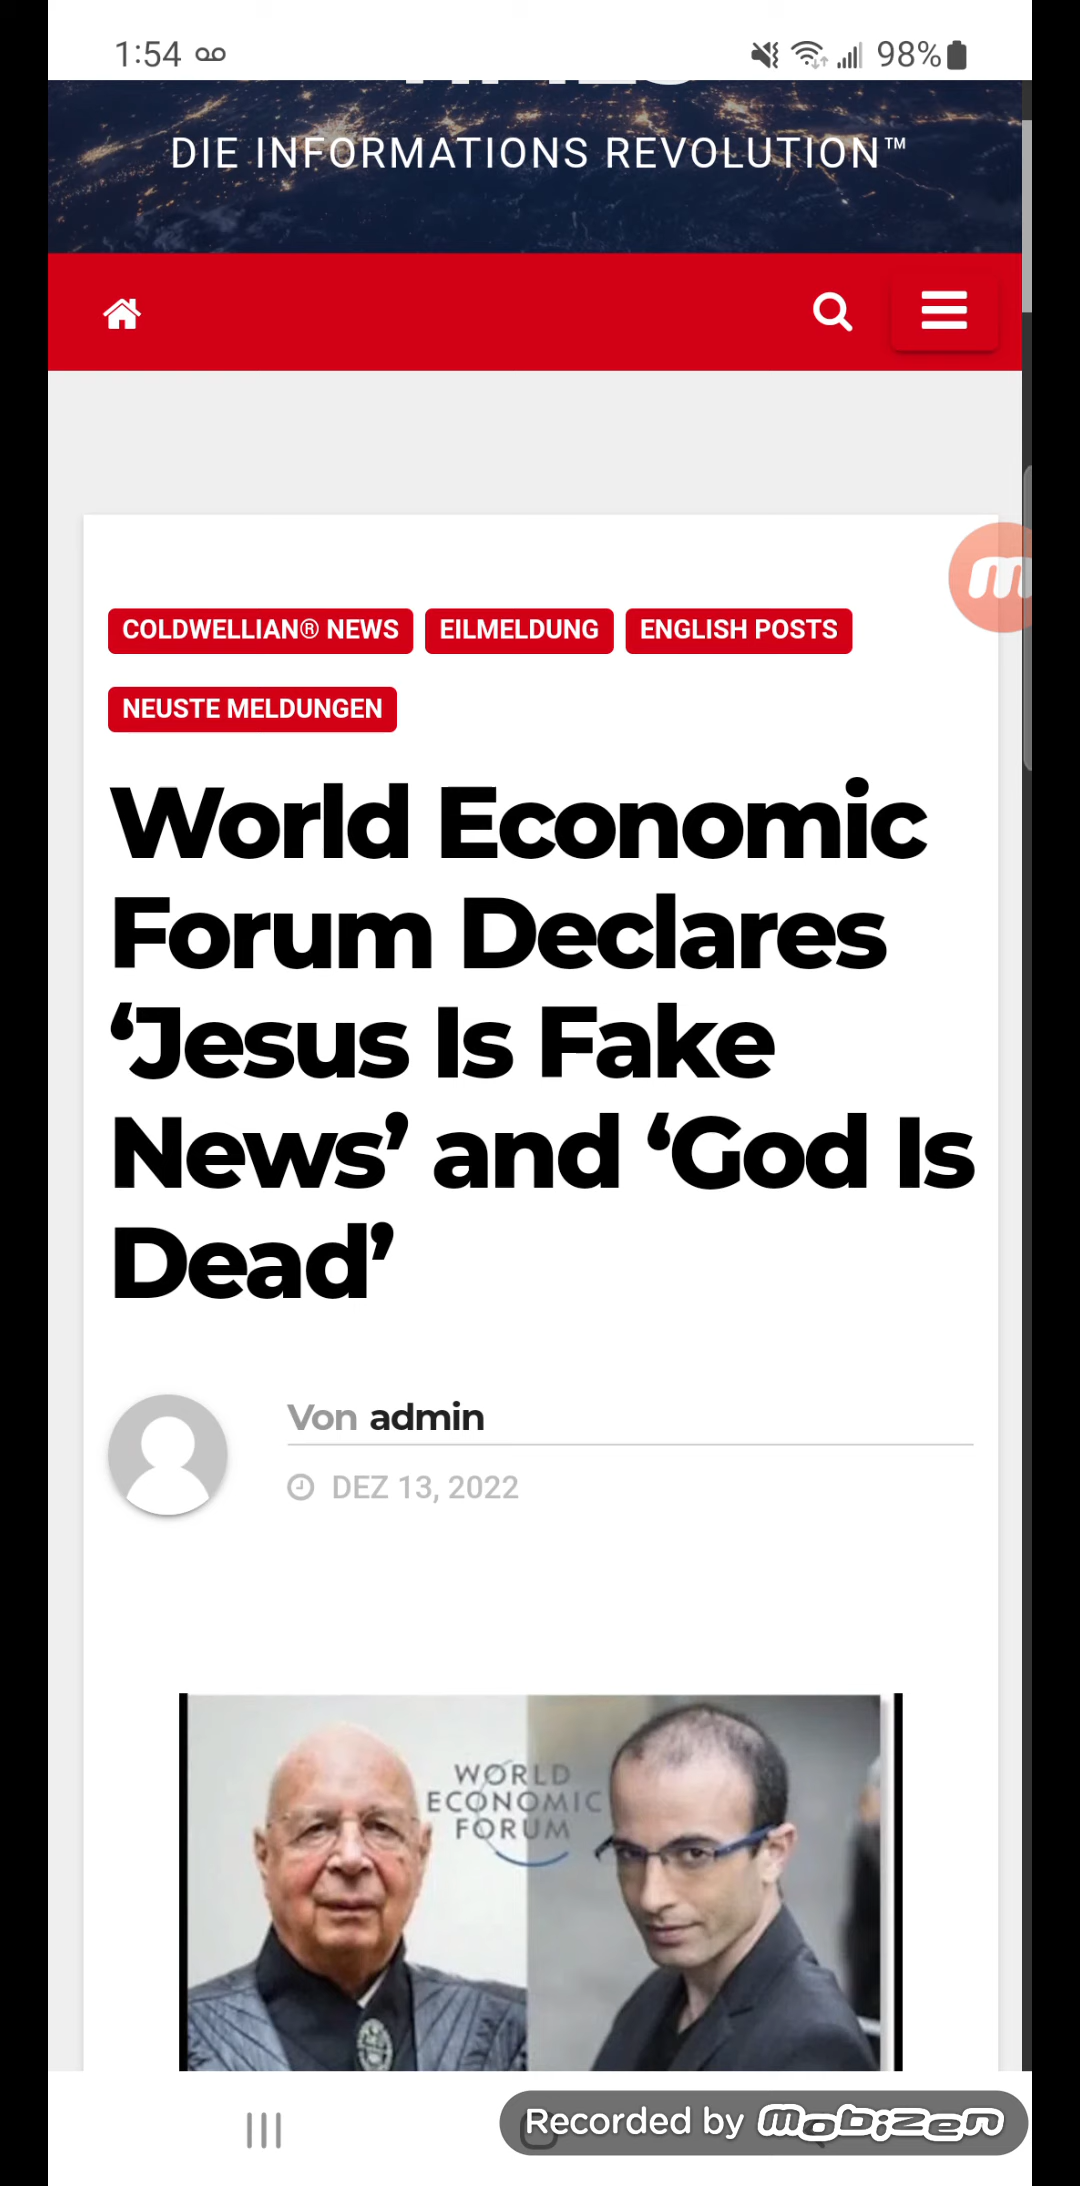 1:54
98%
DIE INFORMATIONS REVOLUTION™
COLDWELLIAN® NEWS
EILMELDUNG
ENGLISH POSTS
NEUSTE MELDUNGEN
World Economic
Forum Declares
‘Jesus Is Fake
News’ and ‘God Is
Dead’
Von admin
DEZ 13, 2022
WORLD
ECONOMIC
FORUM
Recorded by mobizen